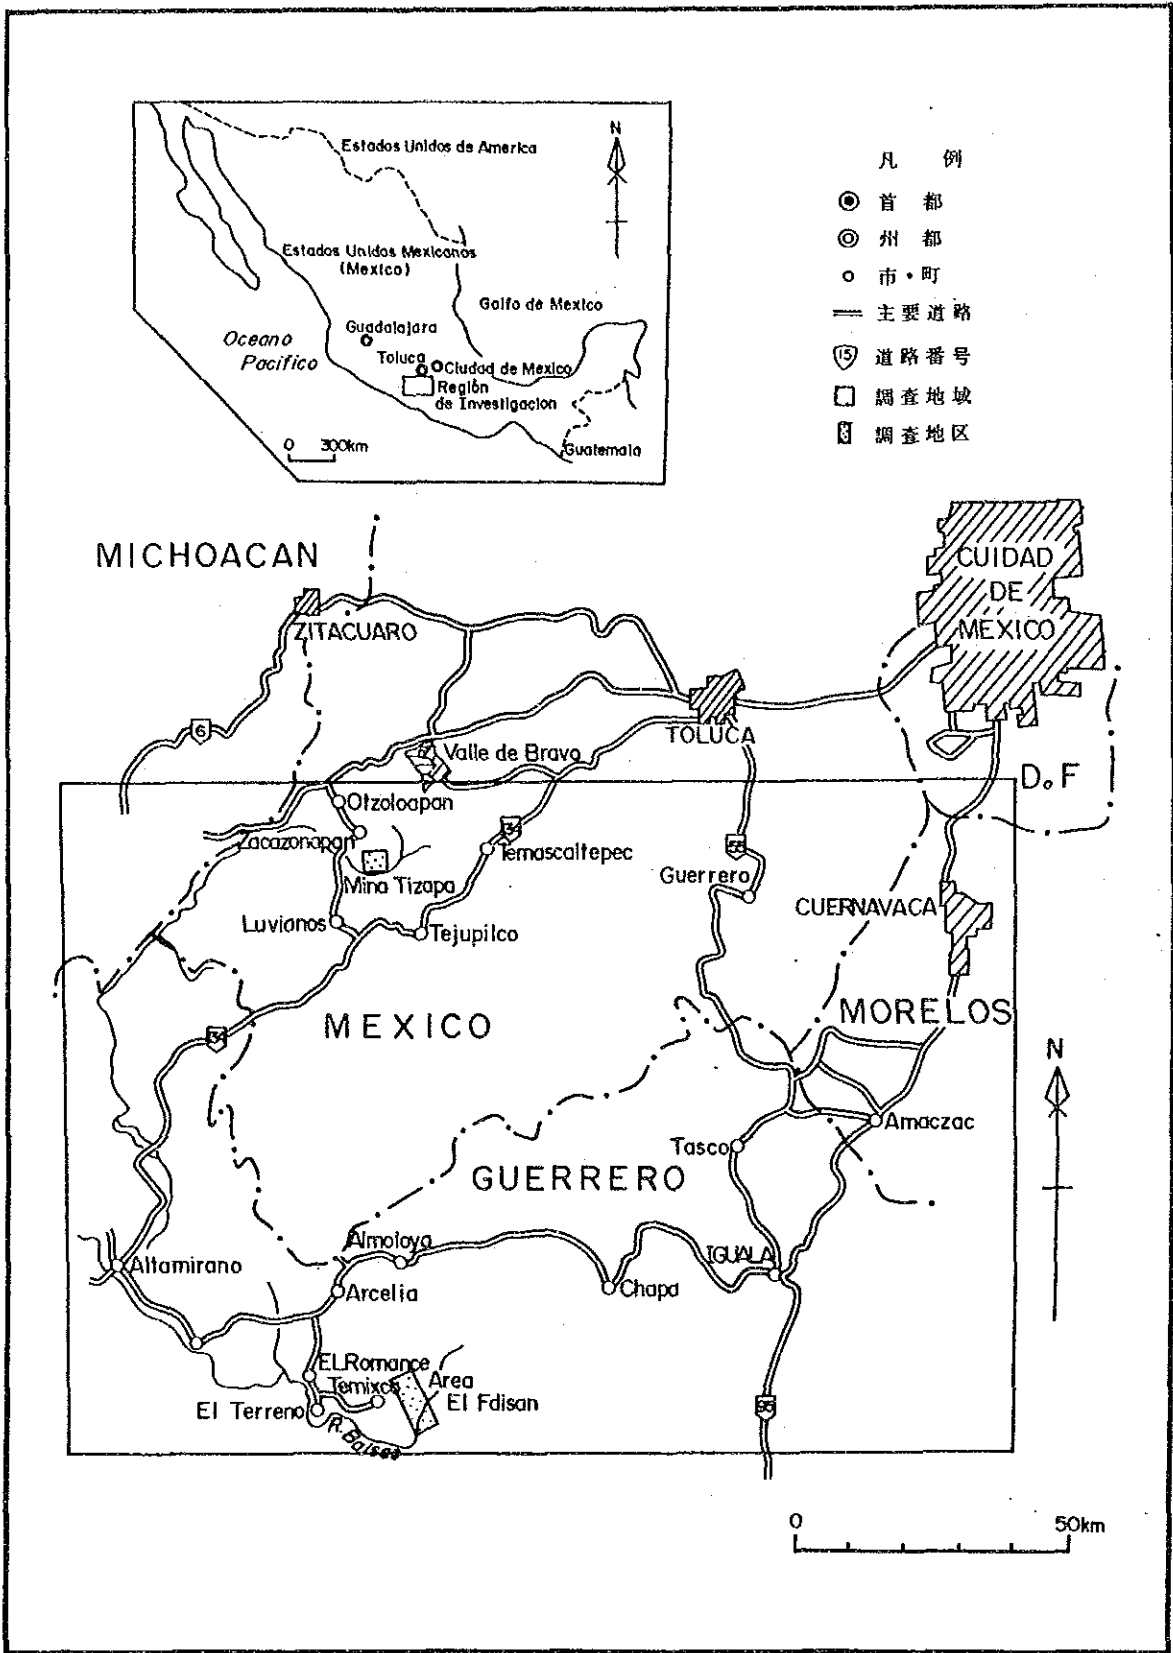 Estados Unidos de America
N
Estados Unidos Mexicanos
(Mexico)
Golfo de Mexico
Guadalajara
Oceano
Pacifico
Toluca
Ciudad de Mexico
Región
de Investigacion
0 300km
Guatemala
凡 例
首 都
州 都
市・町
主要道路
15 道路番号
調査地域
調査地区
MICHOACAN
CUIDAD
DE
MEXICO
ZITACUARO
6
TOLUCA
Valle de Bravo
D.F
Otzoloapan
Zacazonapan
34
Temascaltepec
55
Mina Tizapa
Guerrero
CUERNAVACA
Luvianos
Tejupilco
MEXICO
MORELOS
34
N
Amaczac
Tasco
GUERRERO
Almoloya
IGUALA
Altamirano
Arcelia
Chapa
EL Romance
Temixco
Area
El Fdisan
El Terreno
R. Balsas
95
0 50km